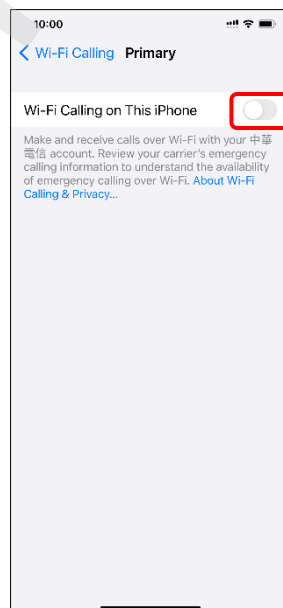 10:00
Wi-Fi Calling Primary
Wi-Fi Calling on This iPhone
Make and receive calls over Wi-Fi with your 中華
電信 account. Review your carrier's emergency
calling information to understand the availability
of emergency calling over Wi-Fi. About Wi-Fi
Calling & Privacy...